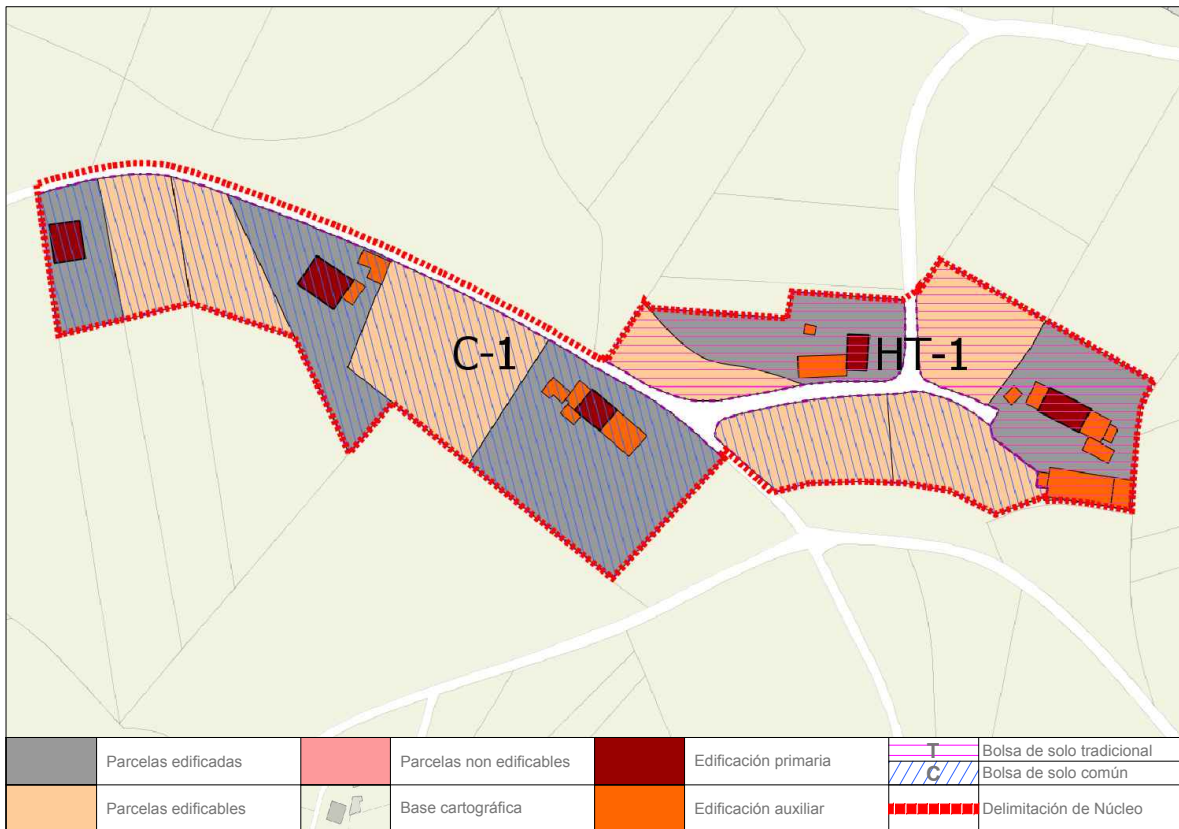 C-1
HT-1
Parcelas edificadas
Parcelas non edificables
Edificación primaria
T
Bolsa de solo tradicional
C
Bolsa de solo común
Parcelas edificables
Base cartográfica
Edificación auxiliar
Delimitación de Núcleo